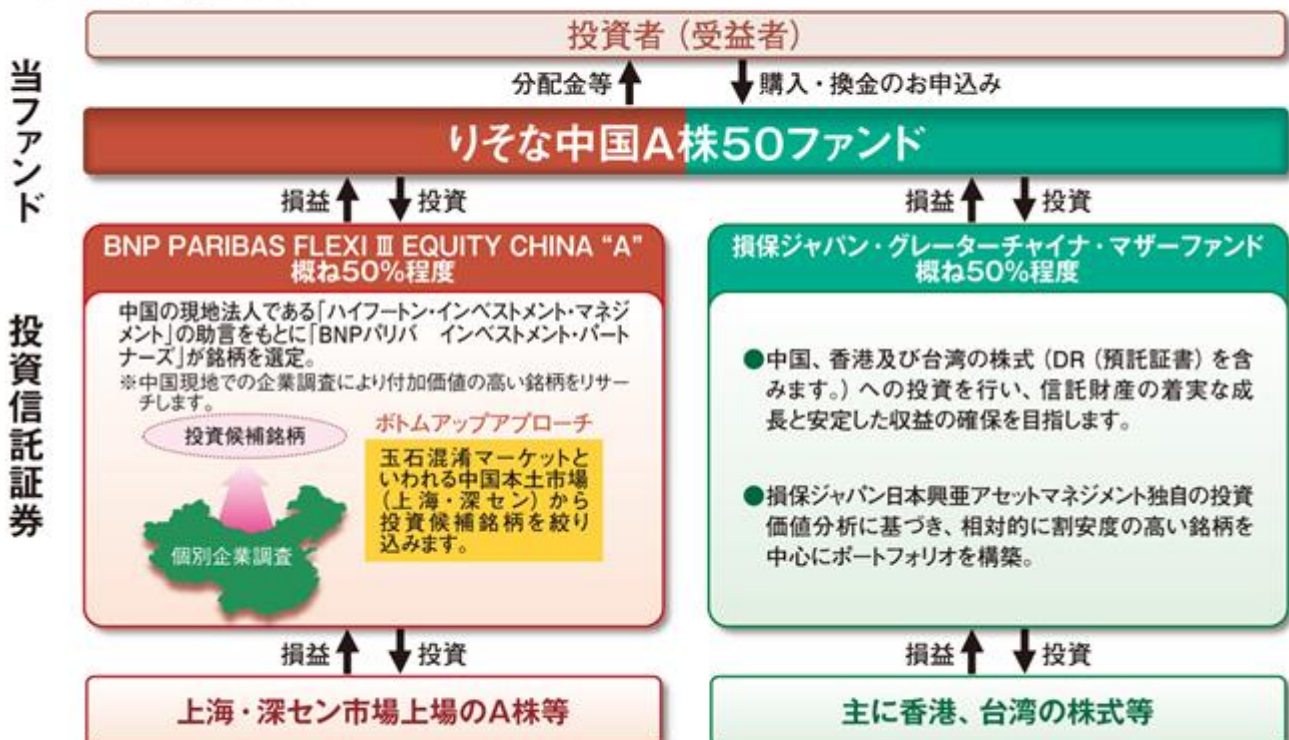 投資者（受益者）
分配金等
購入・換金のお申込み
当ファンド
りそな中国A株50ファンド
損益
投資
損益
投資
投資信託証券
BNP PARIBAS FLEXI Ⅲ EQUITY CHINA “A”
概ね50%程度
中国の現地法人である「ハイフートン・インベストメント・マネジ
メント」の助言をもとに「BNPパリバ　インベストメント・パート
ナーズ」が銘柄を選定。
※中国現地での企業調査により付加価値の高い銘柄をリサー
チします。
投資候補銘柄
個別企業調査
ボトムアップアプローチ
玉石混淆マーケットと
いわれる中国本土市場
（上海・深セン）から
投資候補銘柄を絞り
込みます。
損保ジャパン・グレーターチャイナ・マザーファンド
概ね50%程度
●中国、香港及び台湾の株式（DR（預託証書）を含
みます。）への投資を行い、信託財産の着実な成
長と安定した収益の確保を目指します。
●損保ジャパン日本興亜アセットマネジメント独自の投資
価値分析に基づき、相対的に割安度の高い銘柄を
中心にポートフォリオを構築。
損益
投資
損益
投資
上海・深セン市場上場のA株等
主に香港、台湾の株式等